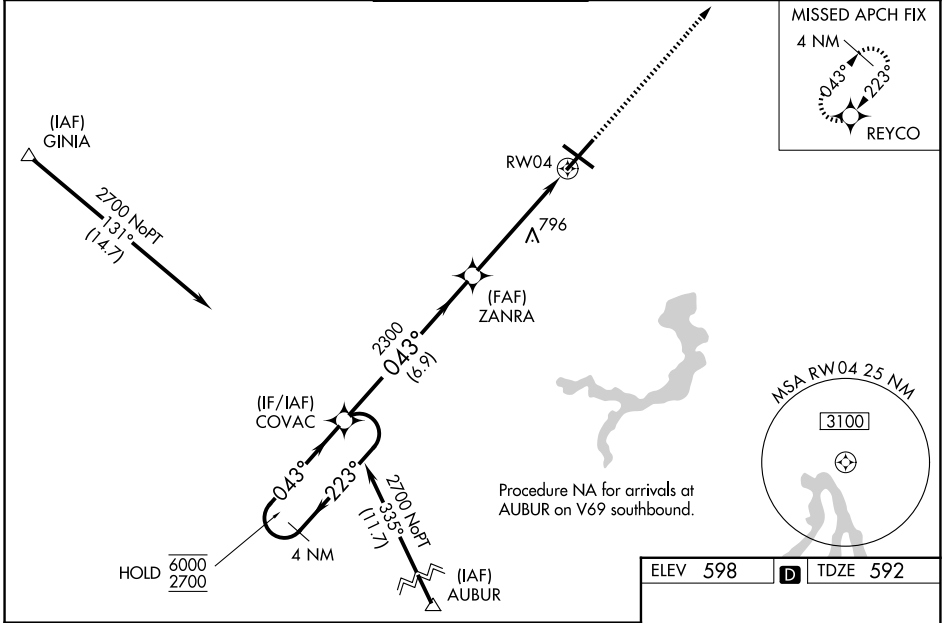 MISSED APCH FIX
4 NM
043°
223°
REYCO
(IAF)
GINIA
2700 NoPT
131°
(14.7)
RW04
796
(FAF)
ZANRA
2300
043°
(6.9)
(IF/IAF)
COVAC
043°
223°
4 NM
HOLD 6000
2700
2700 NoPT
335°
(11.7)
(IAF)
AUBUR
Procedure NA for arrivals at
AUBUR on V69 southbound.
MSA RW04 25 NM
3100
ELEV 598 D TDZE 592